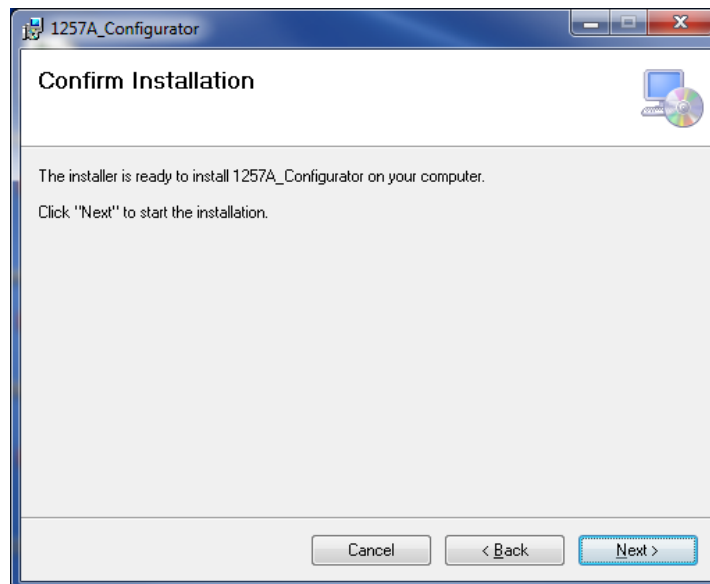 1257A_Configurator
Confirm Installation
The installer is ready to install 1257A_Configurator on your computer.
Click "Next" to start the installation.
Cancel
< Back
Next >